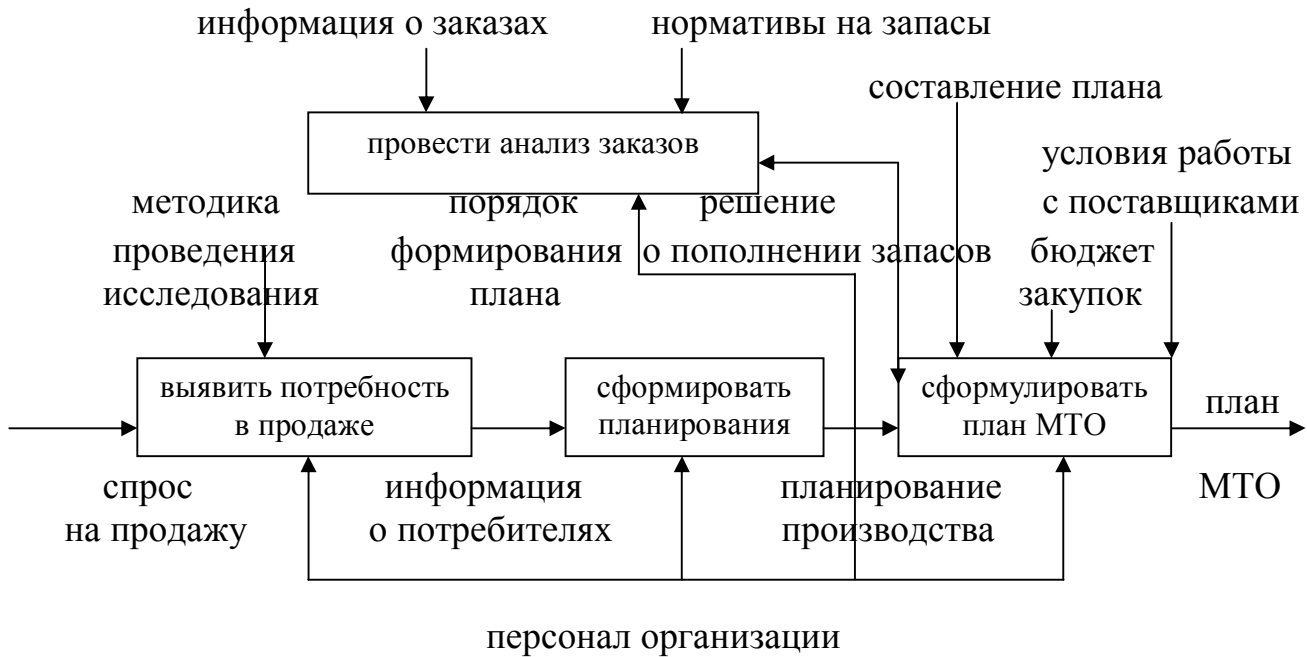 информация о заказах
нормативы на запасы
составление плана
провести анализ заказов
условия работы
с поставщиками
методика
проведения
исследования
порядок
формирования
плана
решение
о пополнении запасов
бюджет
закупок
выявить потребность
в продаже
сформировать
планирования
сформулировать
план МТО
план
МТО
спрос
на продажу
информация
о потребителях
планирование
производства
персонал организации